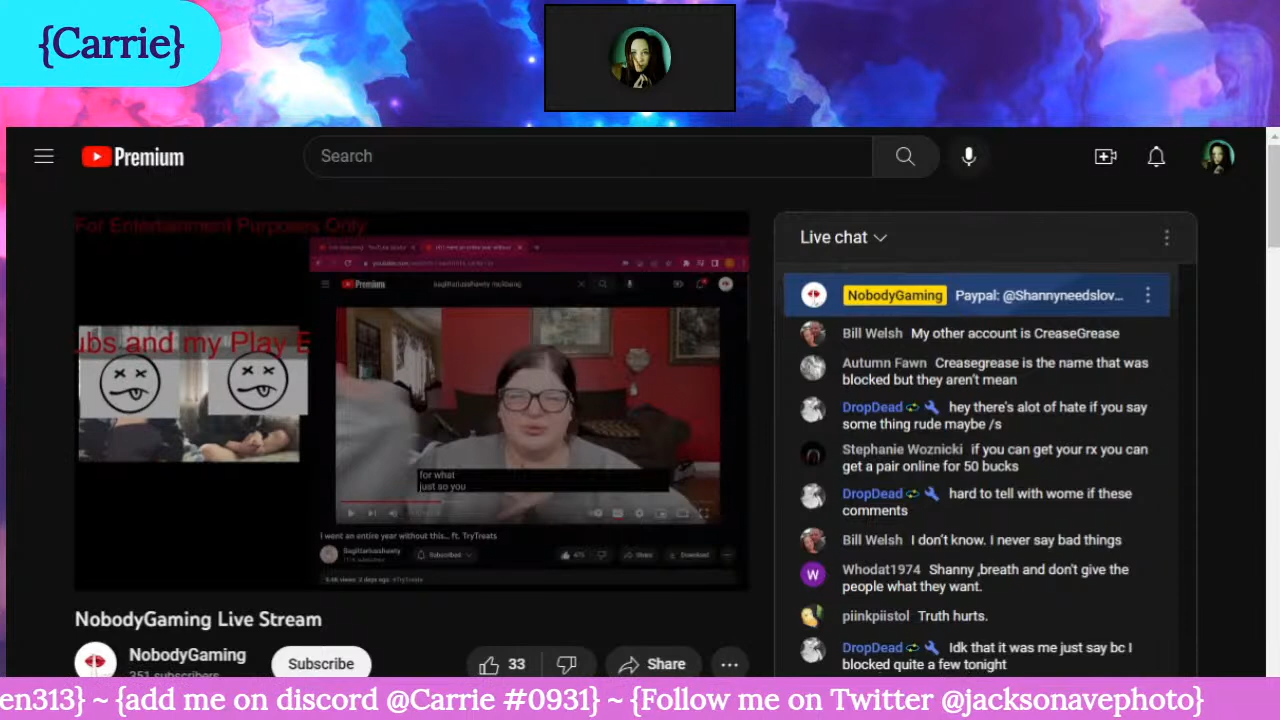 {Carrie}
Premium
Search
For Entertainment Purposes Only
ubs and my Play E
Premium
for what
just so you
I went an entire year without this... ft. TryTreats
Sagittariusshawty
Subscribed
Share
Download
2 days ago
NobodyGaming Live Stream
NobodyGaming
351 subscribers
Subscribe
33
Share
Live chat
NobodyGaming Paypal: @Shannyneedslov...
Bill Welsh My other account is CreaseGrease
Autumn Fawn Creasegrease is the name that was
blocked but they aren't mean
DropDead hey there's alot of hate if you say
some thing rude maybe /s
Stephanie Woznicki if you can get your rx you can
get a pair online for 50 bucks
DropDead hard to tell with wome if these
comments
Bill Welsh I don't know. I never say bad things
W
Whodat1974 Shanny ,breath and don't give the
people what they want.
piinkpiistol Truth hurts.
DropDead Idk that it was me just say bc I
blocked quite a few tonight
en313} ~ {add me on discord @Carrie #0931} ~ {Follow me on Twitter @jacksonavephoto}